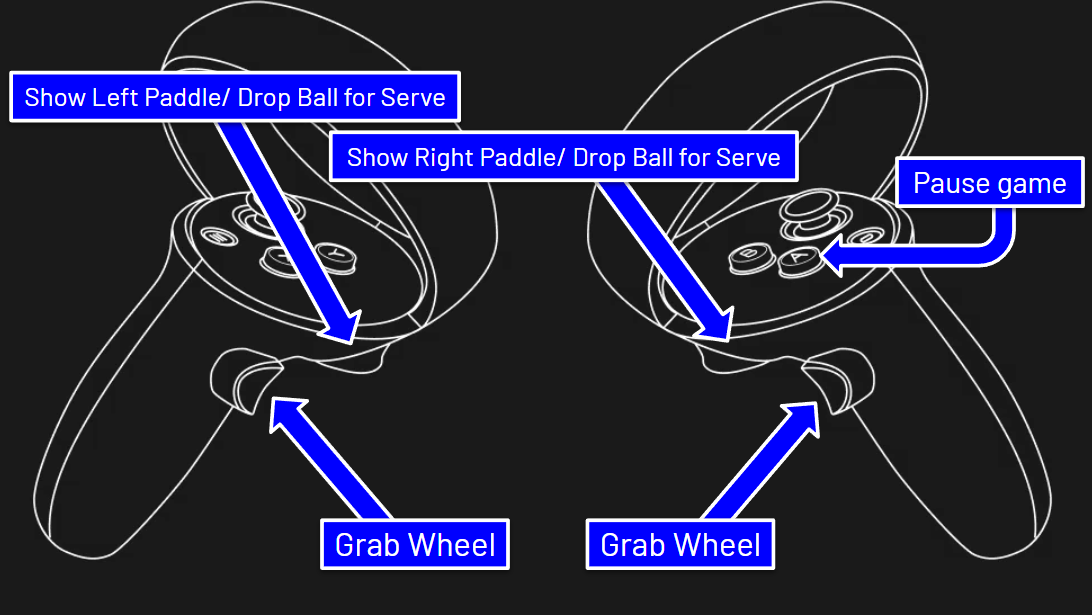 Show Left Paddle/ Drop Ball for Serve
Show Right Paddle/ Drop Ball for Serve
Pause game
Y
B
A
Grab Wheel
Grab Wheel